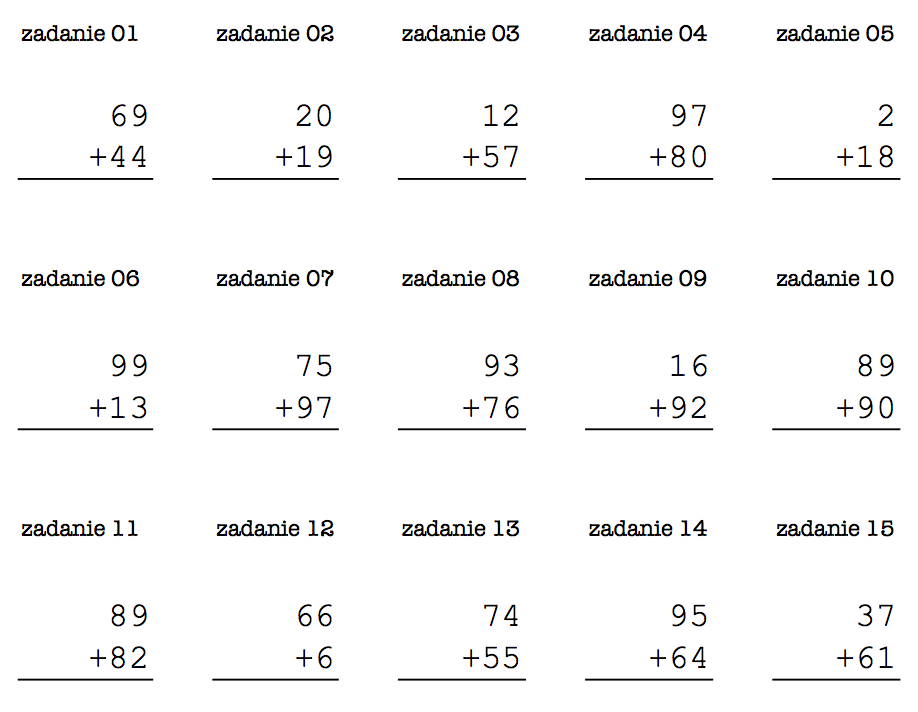 zadanie 01 zadanie 02 zadanie 03 zadanie 04 zadanie 05
69 20 12 97 2
+44 +19 +57 +80 +18
zadanie 06 zadanie 07 zadanie 08 zadanie 09 zadanie 10
99 75 93 16 89
+13 +97 +76 +92 +90
zadanie 11 zadanie 12 zadanie 13 zadanie 14 zadanie 15
89 66 74 95 37
+82 +6 +55 +64 +61